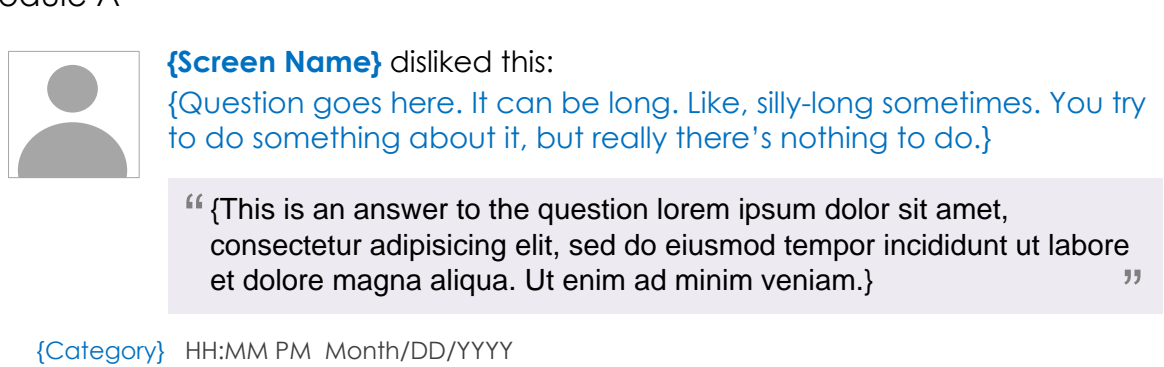 {Screen Name} disliked this:
{Question goes here. It can be long. Like, silly-long sometimes. You try
to do something about it, but really there’s nothing to do.}
“ {This is an answer to the question lorem ipsum dolor sit amet,
consectetur adipisicing elit, sed do eiusmod tempor incididunt ut labore
et dolore magna aliqua. Ut enim ad minim veniam.} ”
{Category} HH:MM PM Month/DD/YYYY